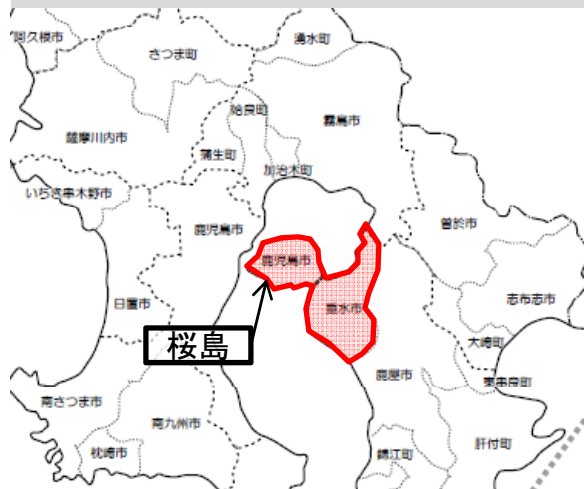 阿久根市
さつま町
湧水町
姶良町
霧島市
薩摩川内市
蒲生町
加治木町
いちき串木野市
鹿児島市
曽於市
鹿児島市
日置市
垂水市
志布志市
桜島
大崎町
鹿屋市
東串良町
南さつま市
南九州市
枕崎市
錦江町
肝付町